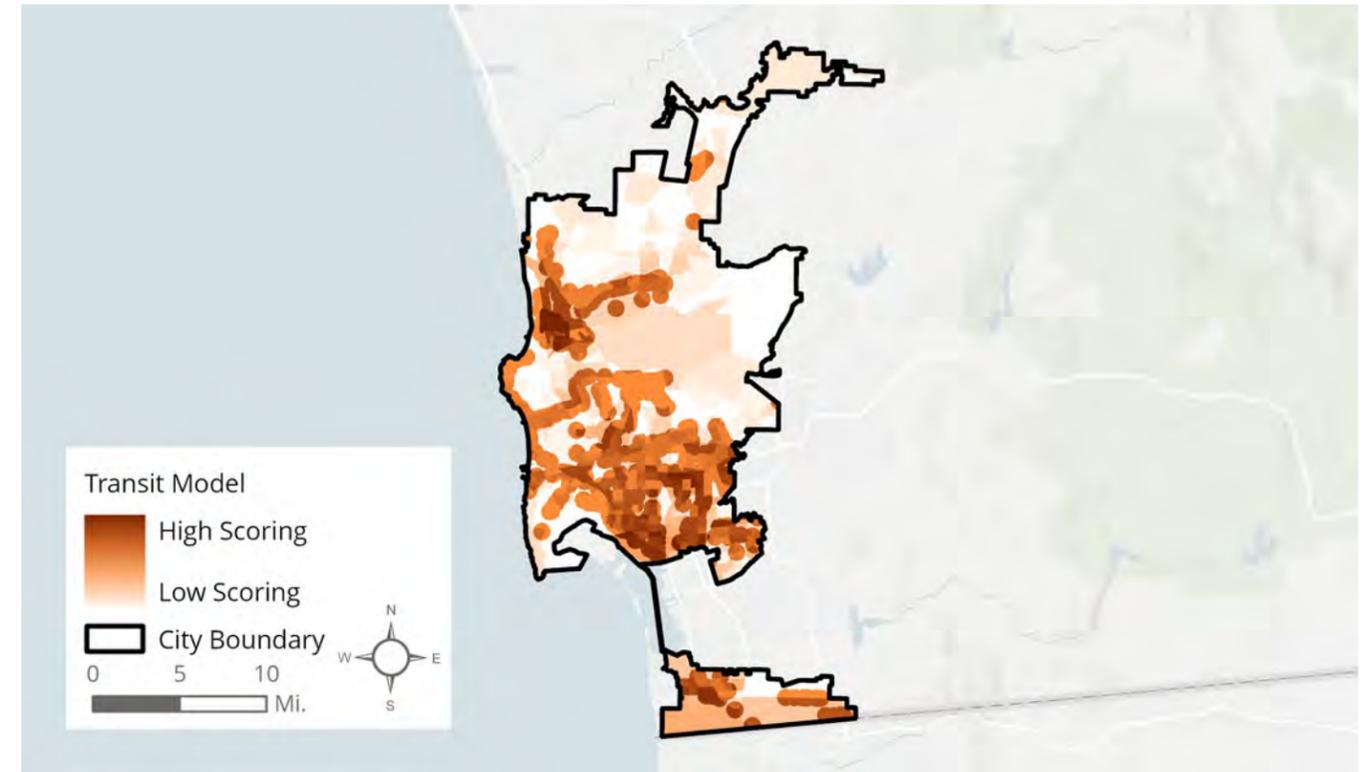 Transit Model
High Scoring
Low Scoring
City Boundary
0 5 10
Mi.
N
W E
S